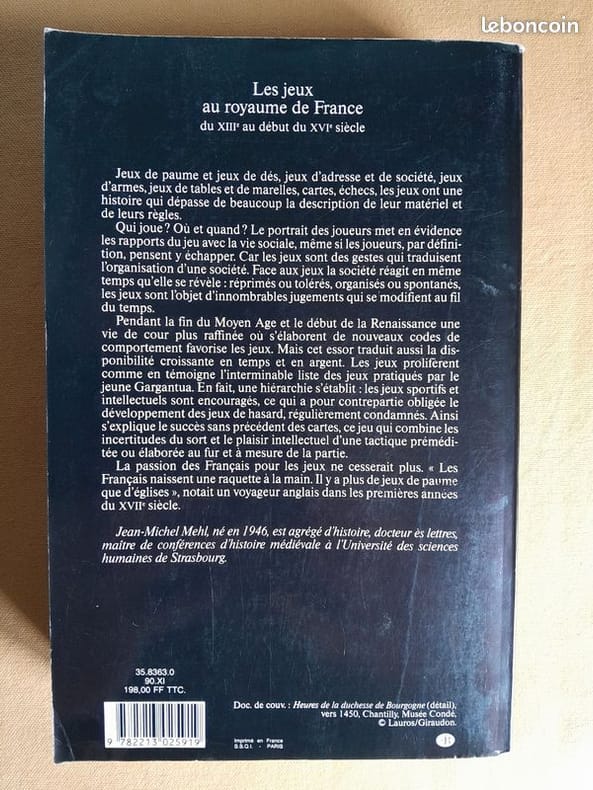 leboncoin
Les jeux
au royaume de France
du XIIIe au début du XVIe siècle
Jeux de paume et jeux de dés, jeux d'adresse et de société, jeux
d'armes, jeux de tables et de marelles, cartes, échecs, les jeux ont une
histoire qui dépasse de beaucoup la description de leur matériel et
de leurs règles.
Qui joue ? Où et quand ? Le portrait des joueurs met en évidence
les rapports du jeu avec la vie sociale, même si les joueurs, par défini-
tion, pensent y échapper. Car les jeux sont des gestes qui traduisent
l'organisation d'une société. Face aux jeux la société réagit en même
temps qu'elle se révèle : réprimés ou tolérés, organisés ou spontanés,
les jeux sont l'objet d'innombrables jugements qui se modifient au fil
du temps.
Pendant la fin du Moyen Age et le début de la Renaissance une
vie de cour plus raffinée où s'élaborent de nouveaux codes de
comportement favorise les jeux. Mais cet essor traduit aussi la dis-
ponibilité croissante en temps et en argent. Les jeux prolifèrent
comme en témoigne l'interminable liste des jeux pratiqués par le
jeune Gargantua. En fait, une hiérarchie s'établit : les jeux sportifs et
intellectuels sont encouragés, ce qui a pour contrepartie obligée le
développement des jeux de hasard, régulièrement condamnés. Ainsi
s'explique le succès sans précédent des cartes, ce jeu qui combine les
incertitudes du sort et le plaisir intellectuel d'une tactique prémédi-
tée ou élaborée au fur et à mesure de la partie.
La passion des Français pour les jeux ne cesserait plus. « Les
Français naissent une raquette à la main. Il y a plus de jeux de paume
que d'églises », notait un voyageur anglais dans les premières années
du XVIIe siècle.
Jean-Michel Mehl, né en 1946, est agrégé d'histoire, docteur ès lettres,
maître de conférences d'histoire médiévale à l'Université des sciences
humaines de Strasbourg.
35.8363.0
90.XI
198,00 FF TTC.
9 782213 025919
Imprimé en France
S.S.Q.I. - PARIS
Doc. de couv. : Heures de la duchesse de Bourgogne (détail),
vers 1450, Chantilly, Musée Condé.
© Lauros/Giraudon.